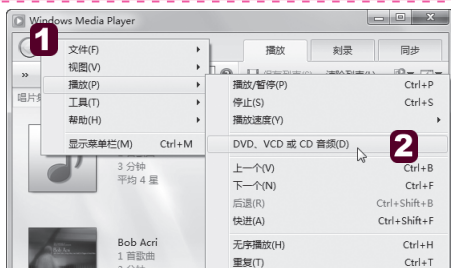 Windows Media Player
1
文件(F)
视图(V)
播放(P)
工具(T)
帮助(H)
显示菜单栏(M) Ctrl+M
播放
刻录
同步
»
唱片集
播放/暂停(P) Ctrl+P
停止(S) Ctrl+S
播放速度(Y)
DVD、VCD 或 CD 音频(D)
2
上一个(V) Ctrl+B
下一个(N) Ctrl+F
后退(R) Ctrl+Shift+B
快进(A) Ctrl+Shift+F
无序播放(H) Ctrl+H
重复(T) Ctrl+T
3 分钟
平均 4 星
Bob Acri
1 首歌曲